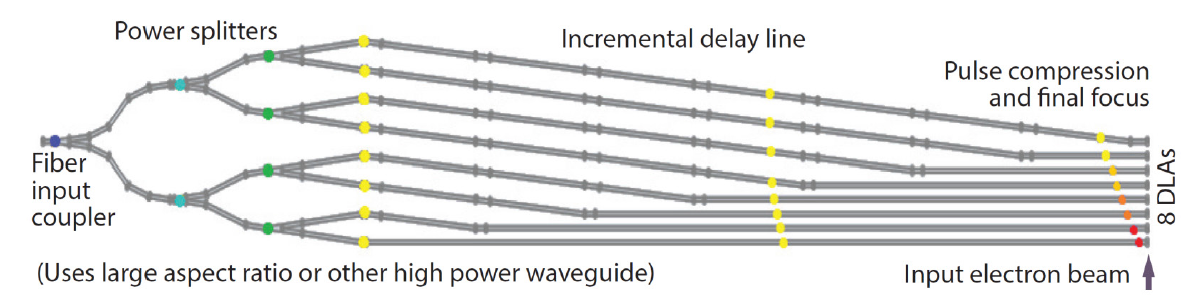 Power splitters
Incremental delay line
Pulse compression
and final focus
Fiber
input
coupler
8 DLAs
(Uses large aspect ratio or other high power waveguide)
Input electron beam